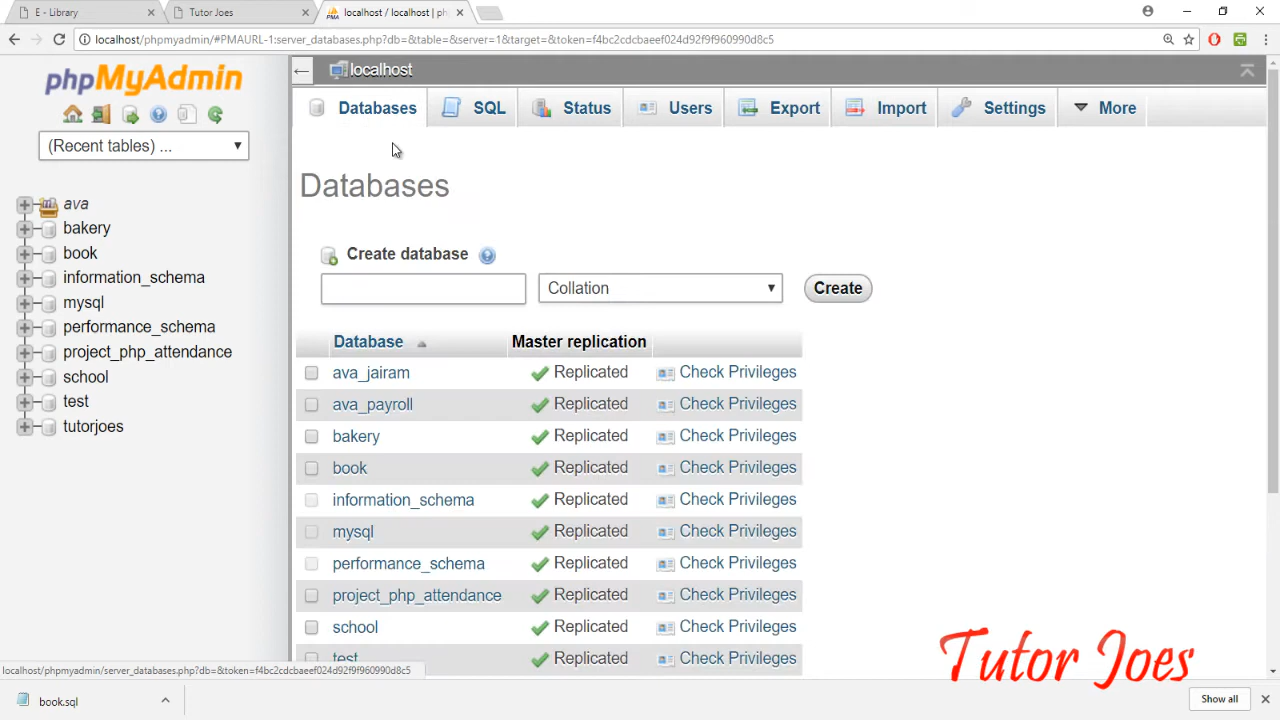 E - Library
Tutor Joes
localhost / localhost | ph
localhost/phpmyadmin/#PMAURL-1:server_databases.php?db=&table=&server=1&target=&token=f4bc2cdcbaeef024d92f9f960990d8c5
phpMyAdmin
(Recent tables) ...
ava
bakery
book
information_schema
mysql
performance_schema
project_php_attendance
school
test
tutorjoes
localhost
Databases SQL Status Users Export Import Settings More
Databases
Create database
Collation Create
Database Master replication
ava_jairam Replicated Check Privileges
ava_payroll Replicated Check Privileges
bakery Replicated Check Privileges
book Replicated Check Privileges
information_schema Replicated Check Privileges
mysql Replicated Check Privileges
performance_schema Replicated Check Privileges
project_php_attendance Replicated Check Privileges
school Replicated Check Privileges
test Replicated Check Privileges
Tutor Joes
localhost/phpmyadmin/server_databases.php?db=&token=f4bc2cdcbaeef024d92f9f960990d8c5
book.sql
Show all